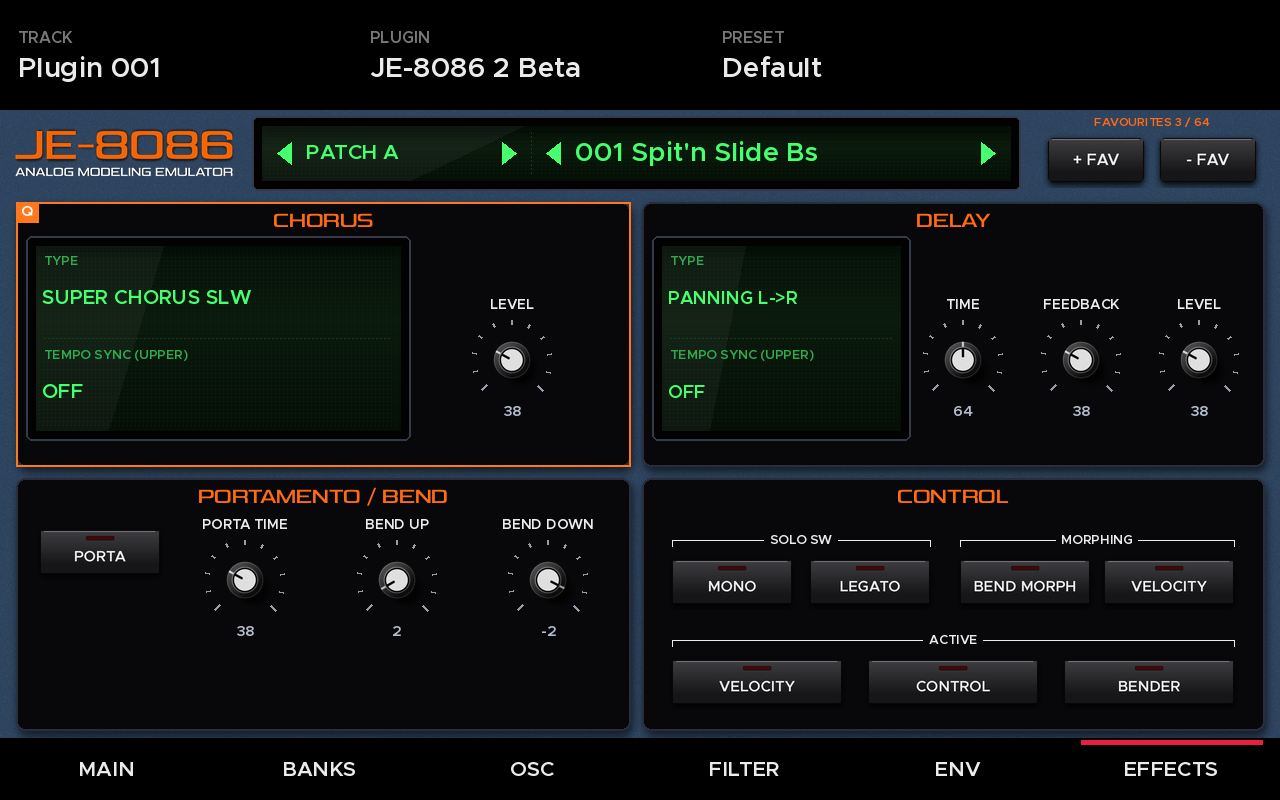 TRACK
Plugin 001
PLUGIN
JE-8086 2 Beta
PRESET
Default
JE-8086
ANALOG MODELING EMULATOR
PATCH A
001 Spit'n Slide Bs
FAVOURITES 3 / 64
+ FAV
- FAV
Q
CHORUS
TYPE
SUPER CHORUS SLW
TEMPO SYNC (UPPER)
OFF
LEVEL
38
DELAY
TYPE
PANNING L->R
TEMPO SYNC (UPPER)
OFF
TIME
64
FEEDBACK
38
LEVEL
38
PORTAMENTO / BEND
PORTA
PORTA TIME
38
BEND UP
2
BEND DOWN
-2
CONTROL
SOLO SW
MONO
LEGATO
MORPHING
BEND MORPH
VELOCITY
ACTIVE
VELOCITY
CONTROL
BENDER
MAIN
BANKS
OSC
FILTER
ENV
EFFECTS